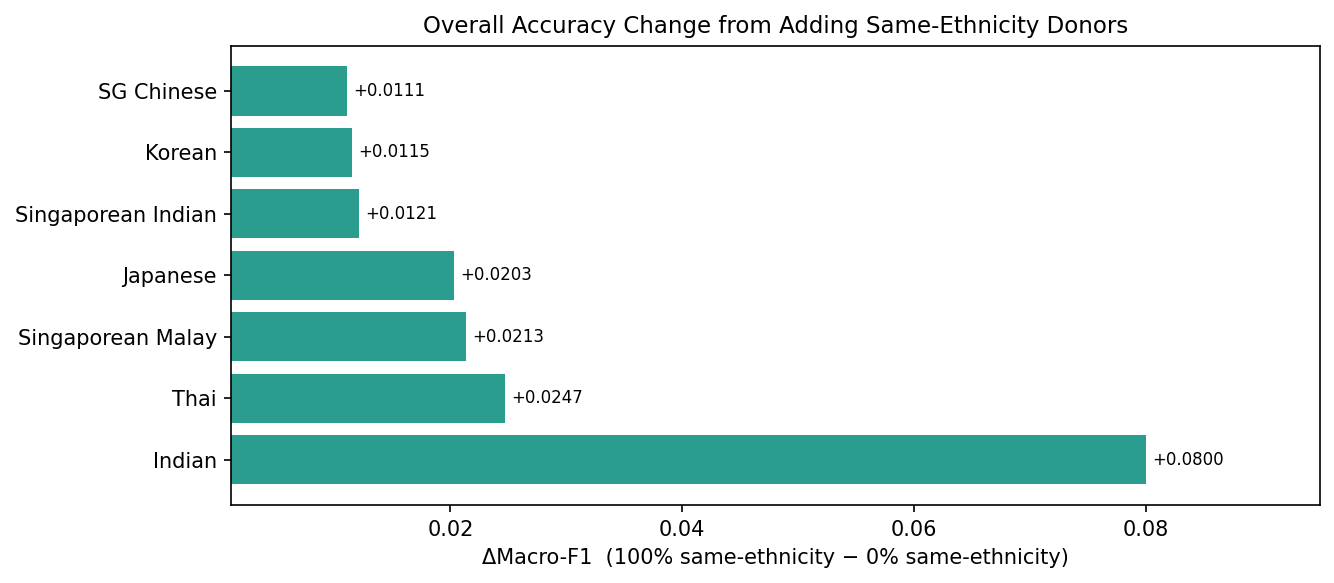 Overall Accuracy Change from Adding Same-Ethnicity Donors
SG Chinese +0.0111
Korean +0.0115
Singaporean Indian +0.0121
Japanese +0.0203
Singaporean Malay +0.0213
Thai +0.0247
Indian +0.0800
0.02 0.04 0.06 0.08
ΔMacro-F1 (100% same-ethnicity − 0% same-ethnicity)